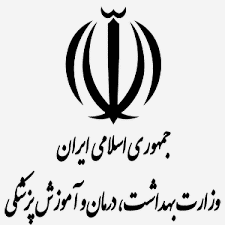 جمهوری اسلامی ایران
وزارت بهداشت، درمان و آموزش پزشکی